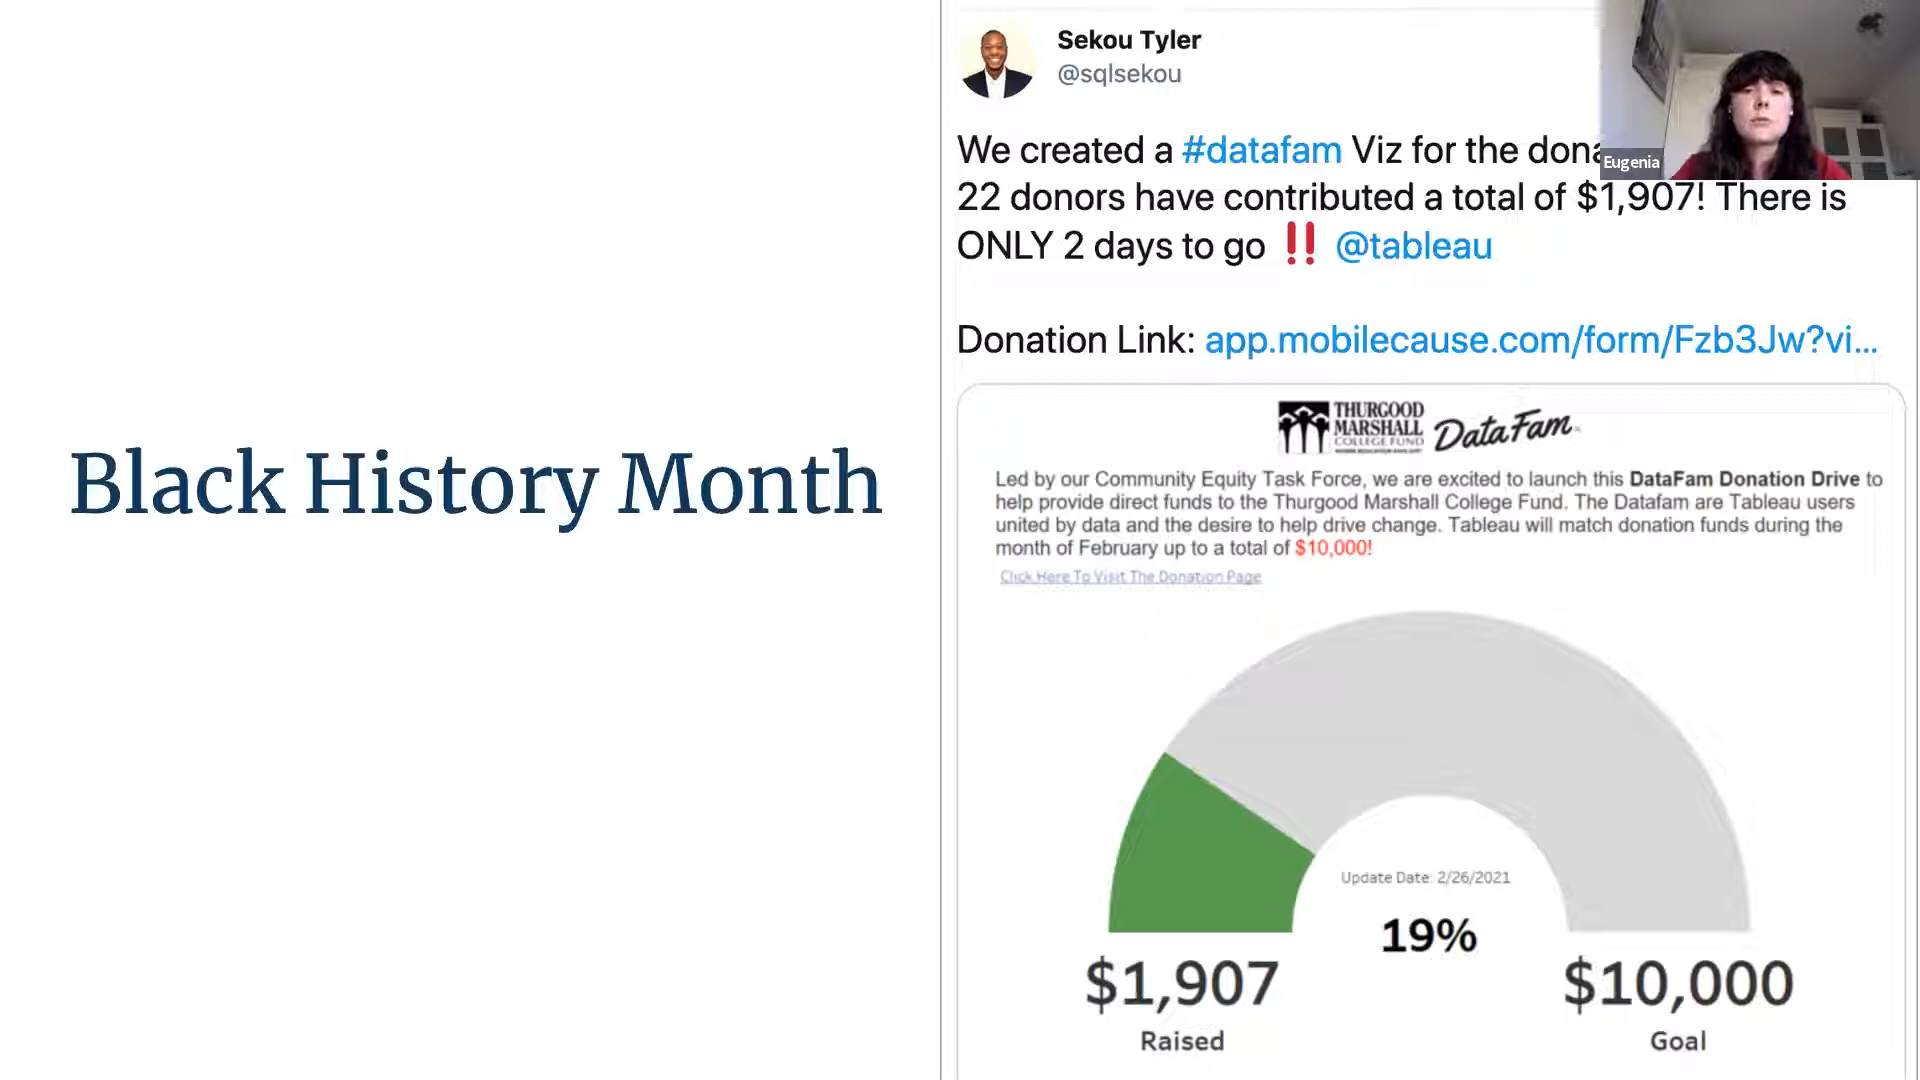 Black History Month
Sekou Tyler
@sqlsekou
We created a #datafam Viz for the dona
22 donors have contributed a total of $1,907! There is
ONLY 2 days to go ‼️ @tableau
Donation Link: app.mobilecause.com/form/Fzb3Jw?vi...
Eugenia
THURGOOD
MARSHALL
COLLEGE FUND
DataFam
Led by our Community Equity Task Force, we are excited to launch this DataFam Donation Drive to
help provide direct funds to the Thurgood Marshall College Fund. The Datafam are Tableau users
united by data and the desire to help drive change. Tableau will match donation funds during the
month of February up to a total of $10,000!
Click Here To Visit The Donation Page
Update Date: 2/26/2021
19%
$1,907
Raised
$10,000
Goal